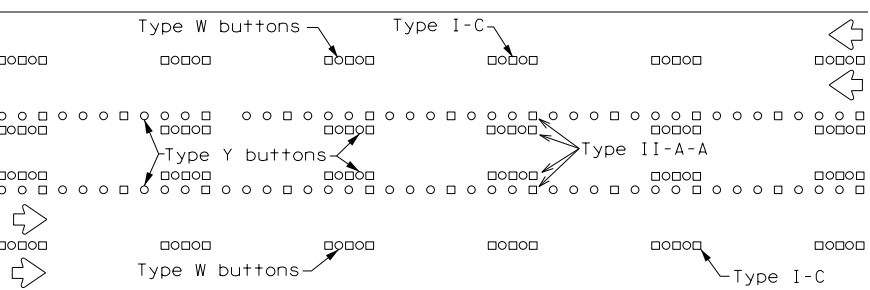 Type W buttons
Type I-C
Type Y buttons
Type II-A-A
Type W buttons
Type I-C